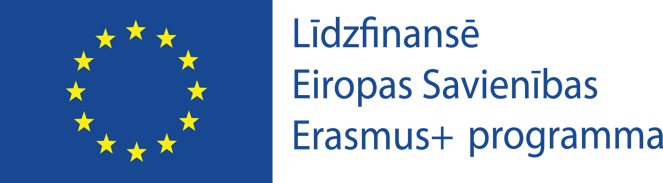 Līdzfinansē
Eiropas Savienības
Erasmus+ programma